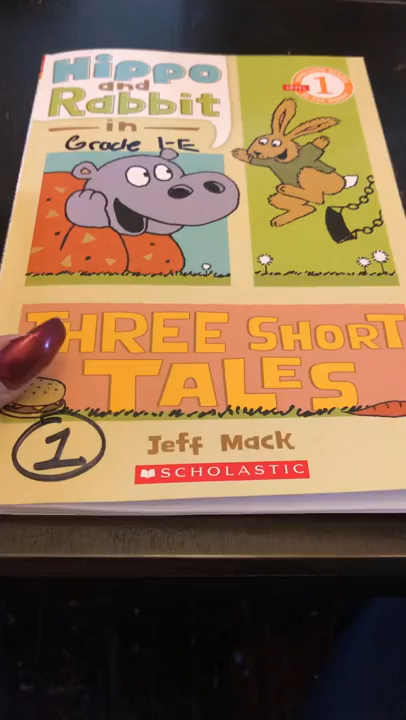 Hippo
and
Rabbit
in
Grade 1-E
LEVEL 1
THREE SHORT
TALES
1
Jeff Mack
SCHOLASTIC